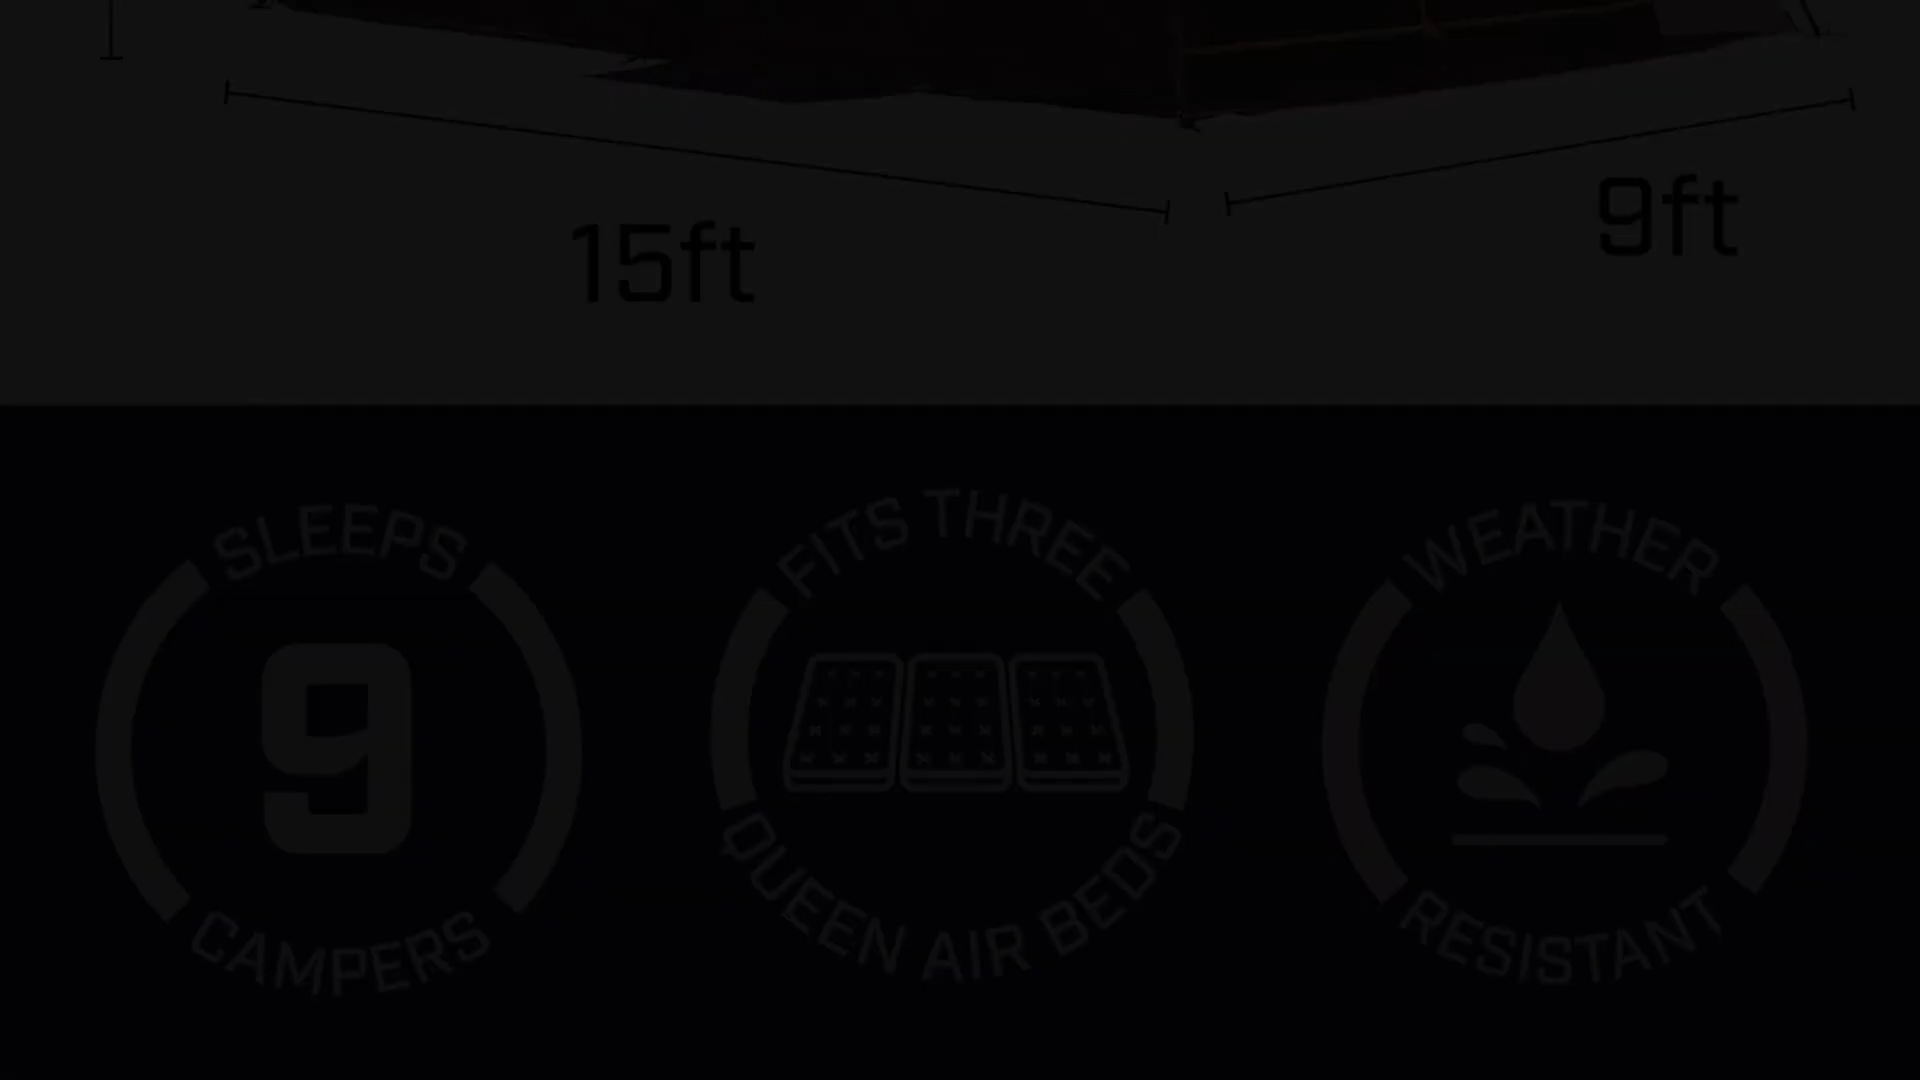 9ft
15ft
SLEEPS
9
CAMPERS
FITS THREE
QUEEN AIR BEDS
WEATHER
RESISTANT